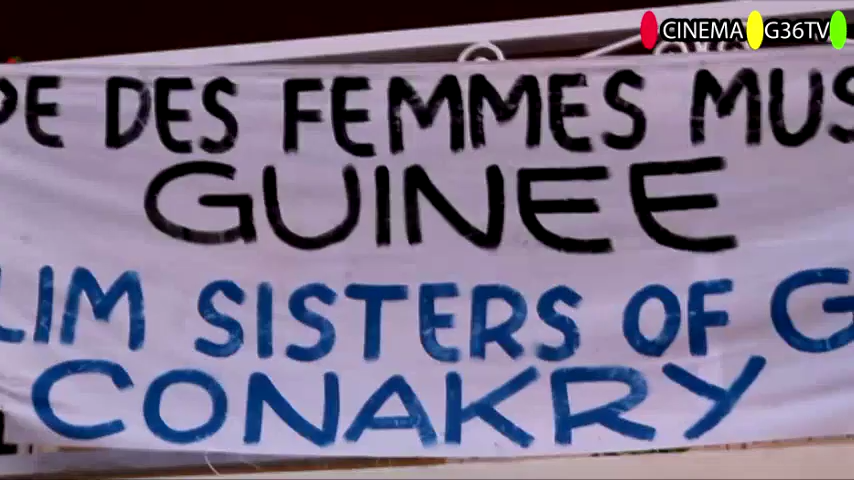 CINEMA G36TV
PE DES FEMMES MUS
GUINEE
LIM SISTERS OF G
CONAKRY